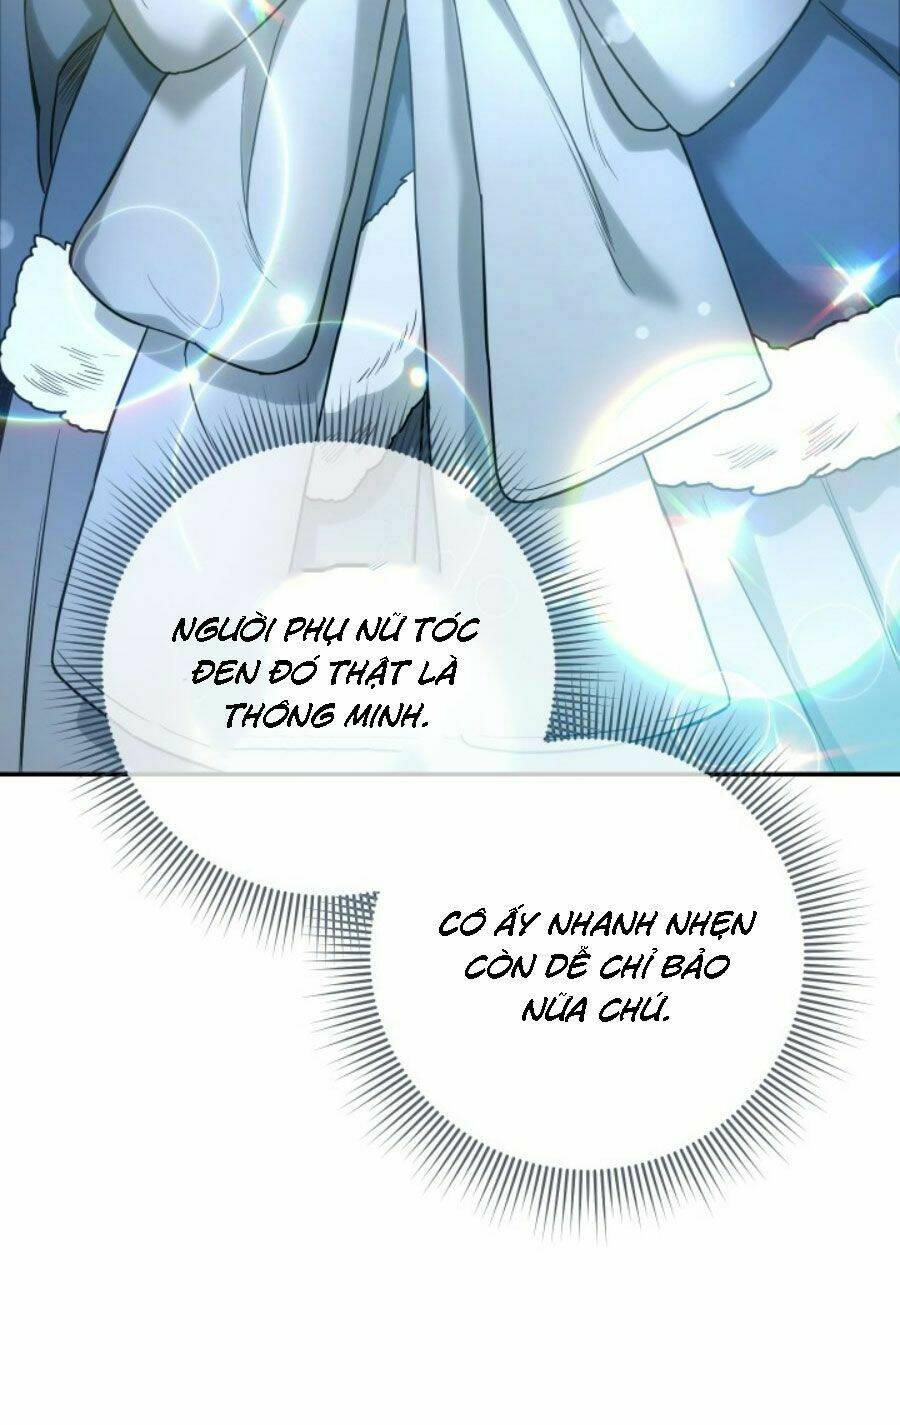 NGƯỜI PHỤ NỮ TÓC
ĐEN ĐÓ THẬT LÀ
THÔNG MINH.
CÔ ẤY NHANH NHẸN
CÒN DỄ CHỈ BẢO
NỮA CHỨ.